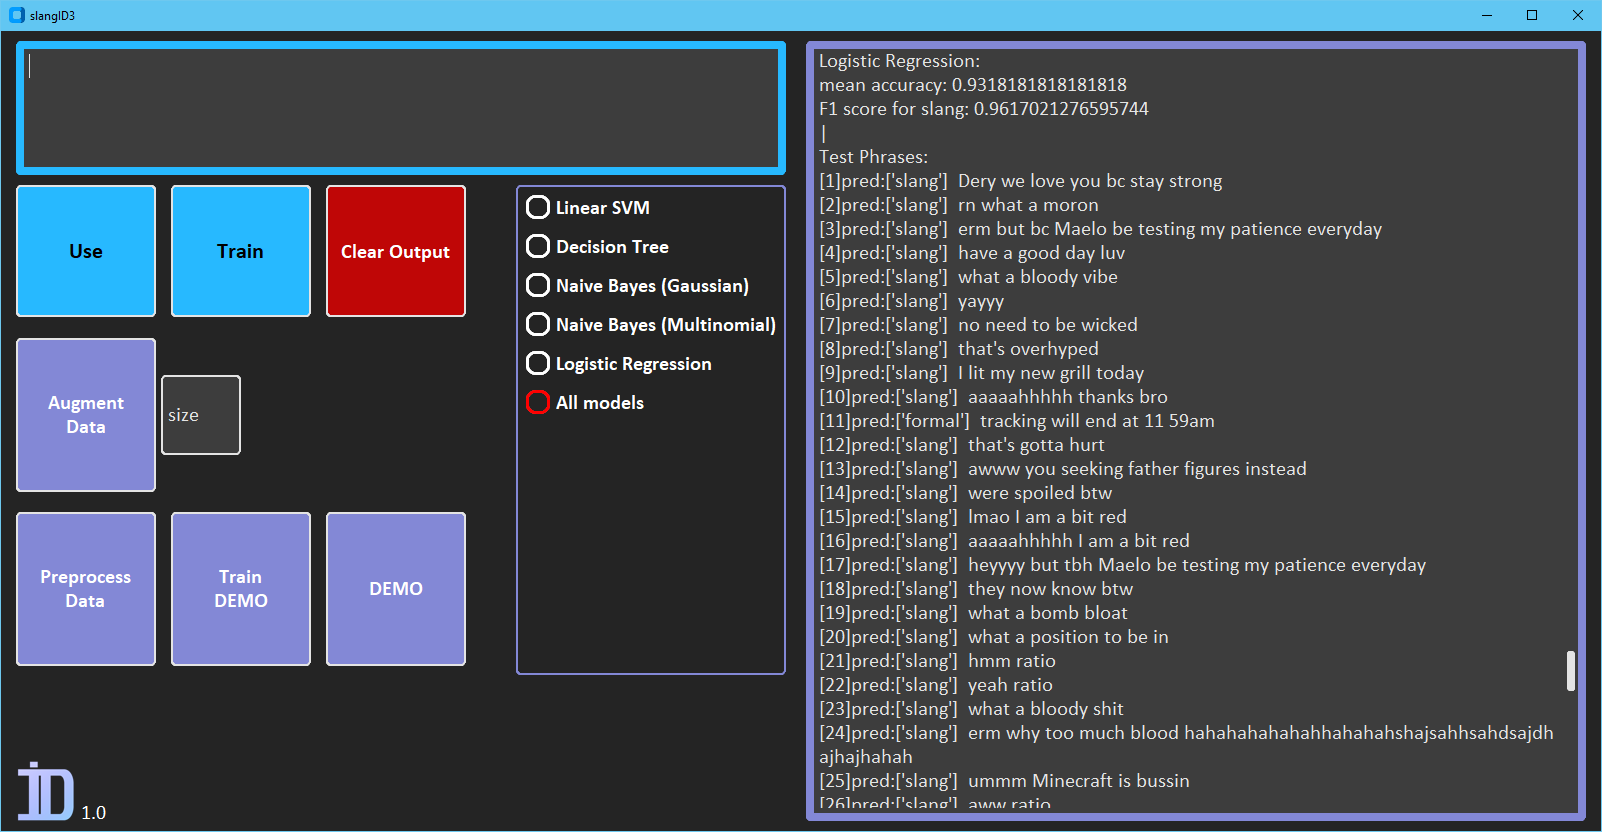 slangID3
Use
Train
Clear Output
Linear SVM
Decision Tree
Naive Bayes (Gaussian)
Naive Bayes (Multinomial)
Logistic Regression
All models
Augment
Data
size
Preprocess
Data
Train
DEMO
DEMO
ID
1.0
Logistic Regression:
mean accuracy: 0.9318181818181818
F1 score for slang: 0.9617021276595744
|
Test Phrases:
[1]pred:['slang']  Dery we love you bc stay strong
[2]pred:['slang']  rn what a moron
[3]pred:['slang']  erm but bc Maelo be testing my patience everyday
[4]pred:['slang']  have a good day luv
[5]pred:['slang']  what a bloody vibe
[6]pred:['slang']  yayyy
[7]pred:['slang']  no need to be wicked
[8]pred:['slang']  that's overhyped
[9]pred:['slang']  I lit my new grill today
[10]pred:['slang']  aaaaahhhhh thanks bro
[11]pred:['formal']  tracking will end at 11 59am
[12]pred:['slang']  that's gotta hurt
[13]pred:['slang']  awww you seeking father figures instead
[14]pred:['slang']  were spoiled btw
[15]pred:['slang']  lmao I am a bit red
[16]pred:['slang']  aaaaahhhhh I am a bit red
[17]pred:['slang']  heyyyy but tbh Maelo be testing my patience everyday
[18]pred:['slang']  they now know btw
[19]pred:['slang']  what a bomb bloat
[20]pred:['slang']  what a position to be in
[21]pred:['slang']  hmm ratio
[22]pred:['slang']  yeah ratio
[23]pred:['slang']  what a bloody shit
[24]pred:['slang']  erm why too much blood hahahahahahahhahahahshajsahhsahdsajdh
ajhajhahah
[25]pred:['slang']  ummm Minecraft is bussin
[26]pred:['slang']  aww ratio